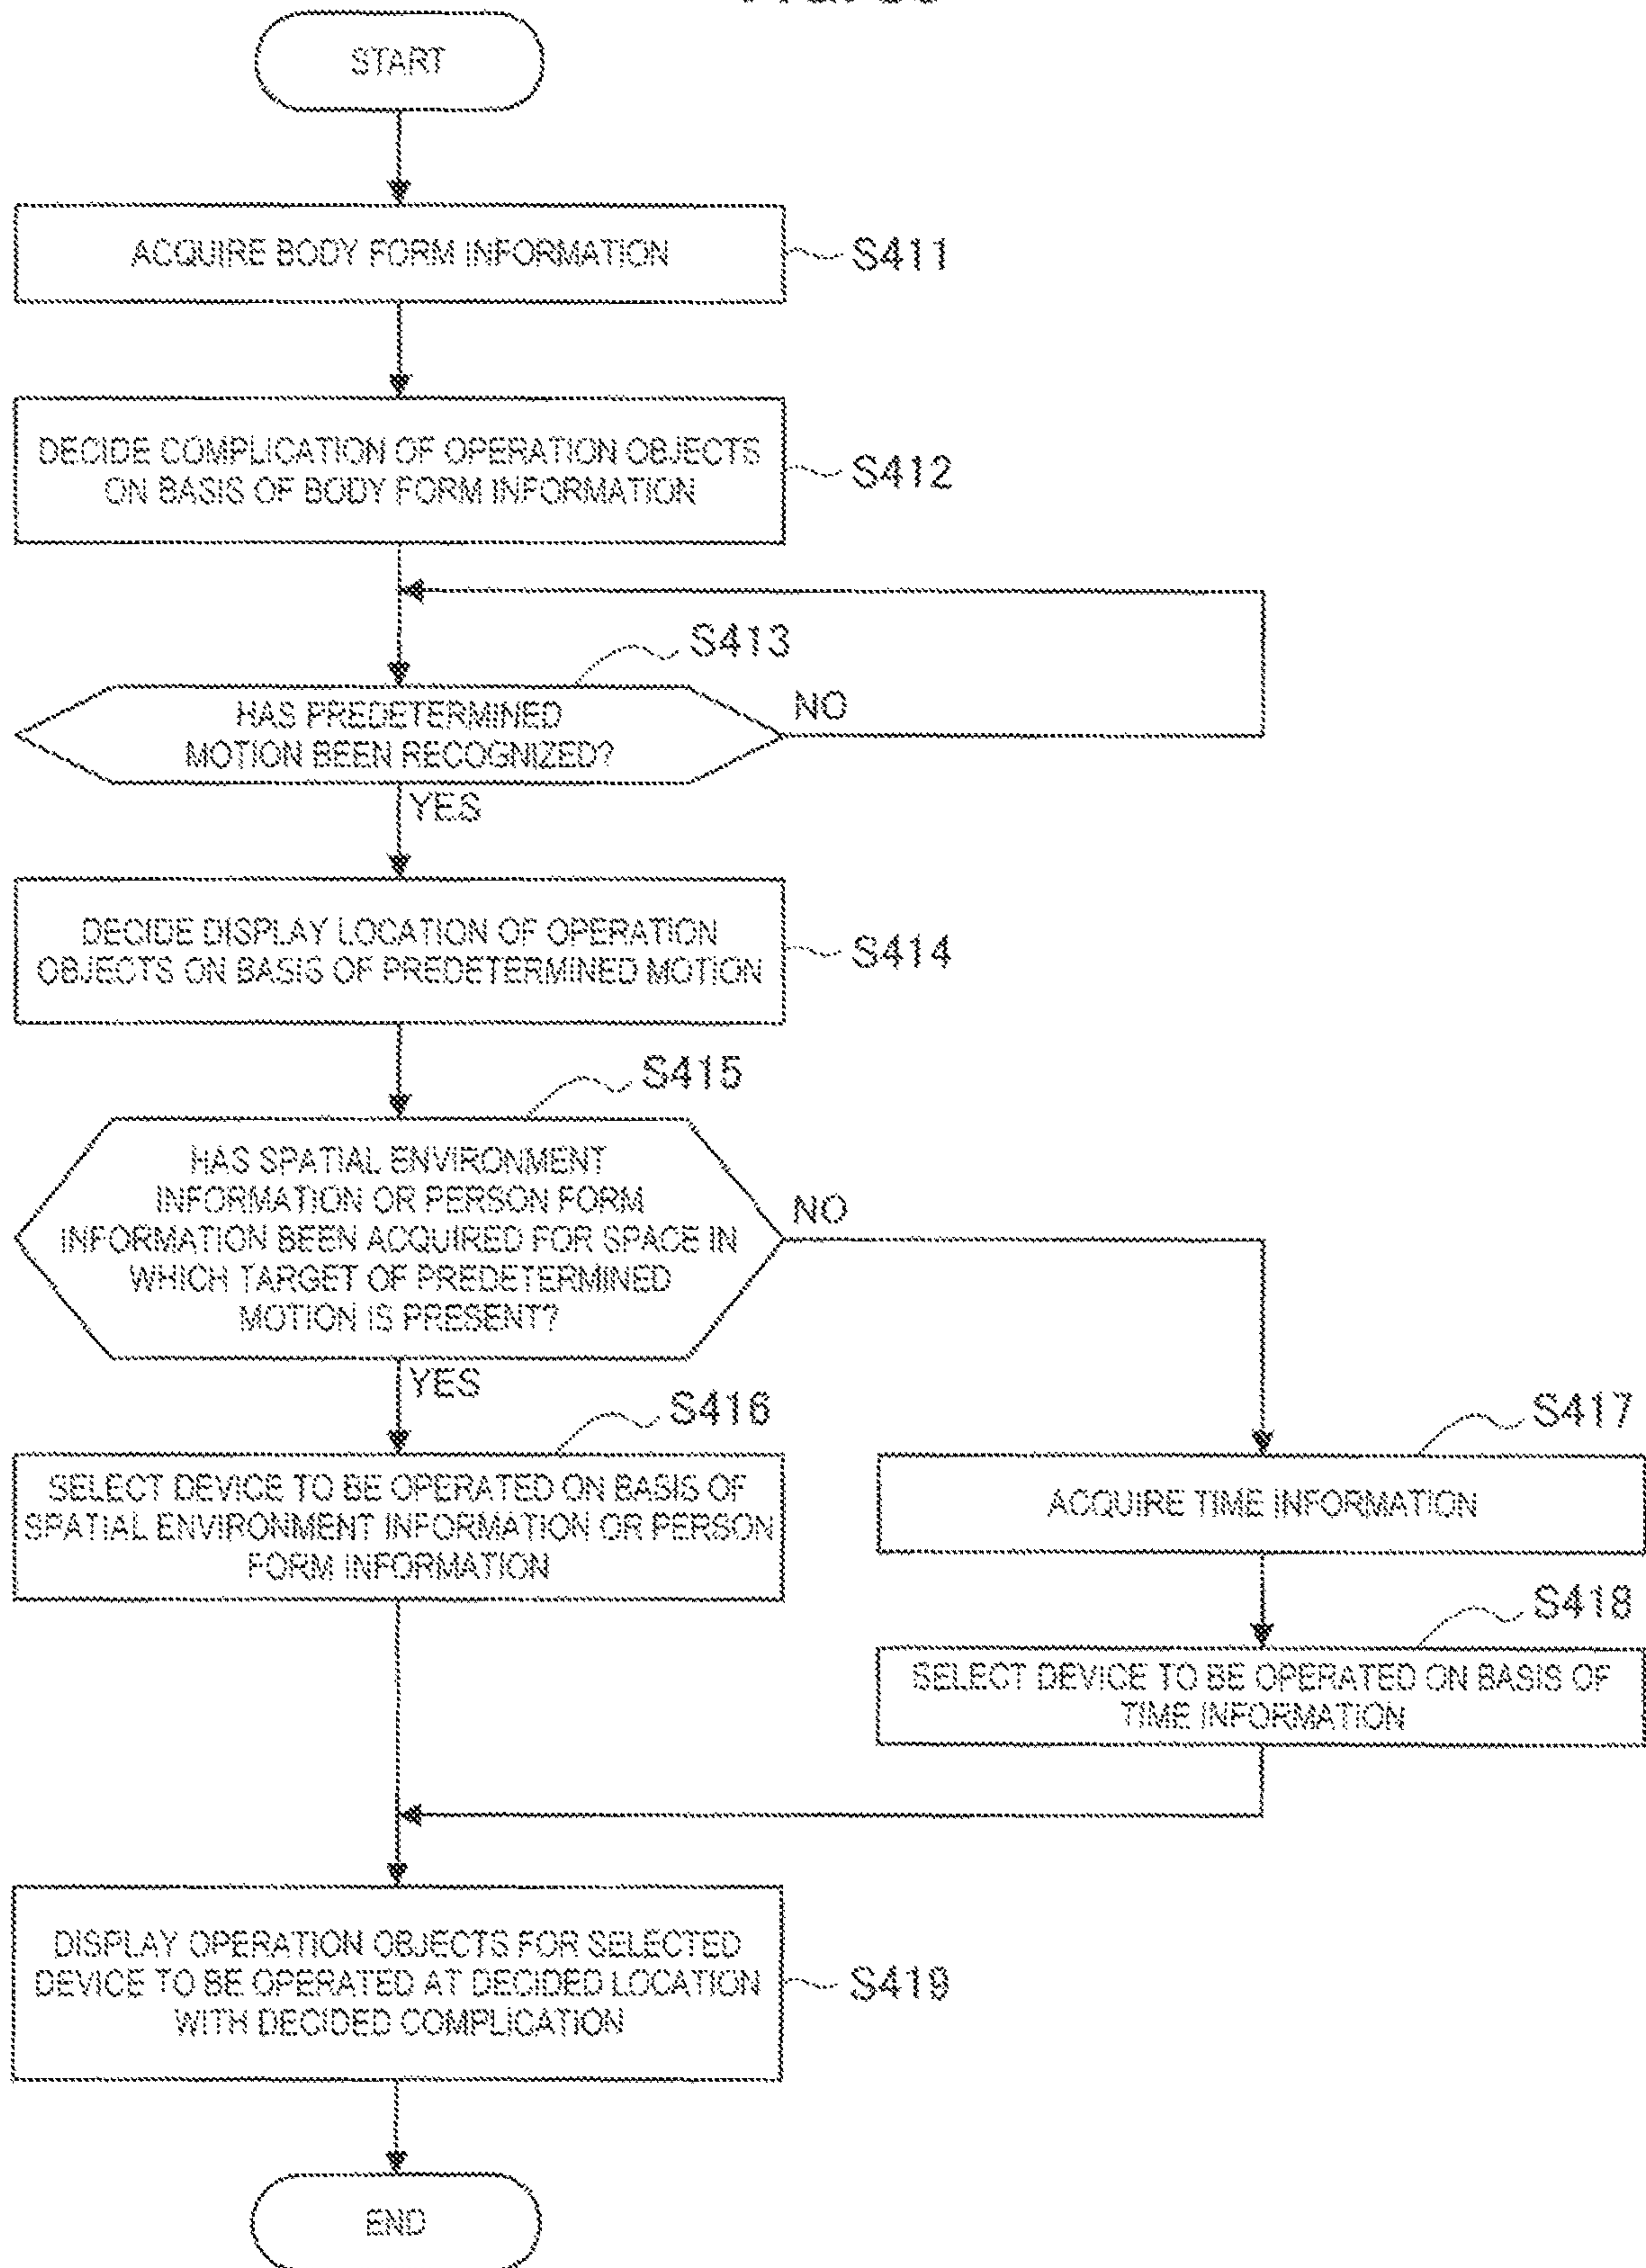 START
ACQUIRE BODY FORM INFORMATION
S411
DECIDE COMPLICATION OF OPERATION OBJECTS
ON BASIS OF BODY FORM INFORMATION
S412
S413
HAS PREDETERMINED
MOTION BEEN RECOGNIZED?
NO
YES
DECIDE DISPLAY LOCATION OF OPERATION
OBJECTS ON BASIS OF PREDETERMINED MOTION
S414
S415
HAS SPATIAL ENVIRONMENT
INFORMATION OR PERSON FORM
INFORMATION BEEN ACQUIRED FOR SPACE IN
WHICH TARGET OF PREDETERMINED
MOTION IS PRESENT?
NO
YES
S416
SELECT DEVICE TO BE OPERATED ON BASIS OF
SPATIAL ENVIRONMENT INFORMATION OR PERSON
FORM INFORMATION
S417
ACQUIRE TIME INFORMATION
S418
SELECT DEVICE TO BE OPERATED ON BASIS OF
TIME INFORMATION
DISPLAY OPERATION OBJECTS FOR SELECTED
DEVICE TO BE OPERATED AT DECIDED LOCATION
WITH DECIDED COMPLICATION
S419
END